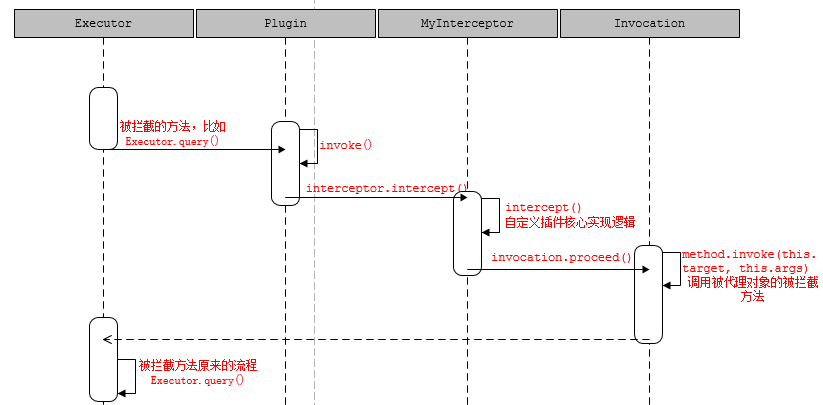 Executor
Plugin
MyInterceptor
Invocation
被拦截的方法，比如
Executor.query()
invoke()
interceptor.intercept()
intercept()
自定义插件核心实现逻辑
invocation.proceed()
method.invoke(this.
target, this.args)
调用被代理对象的被拦截
方法
被拦截方法原来的流程
Executor.query()